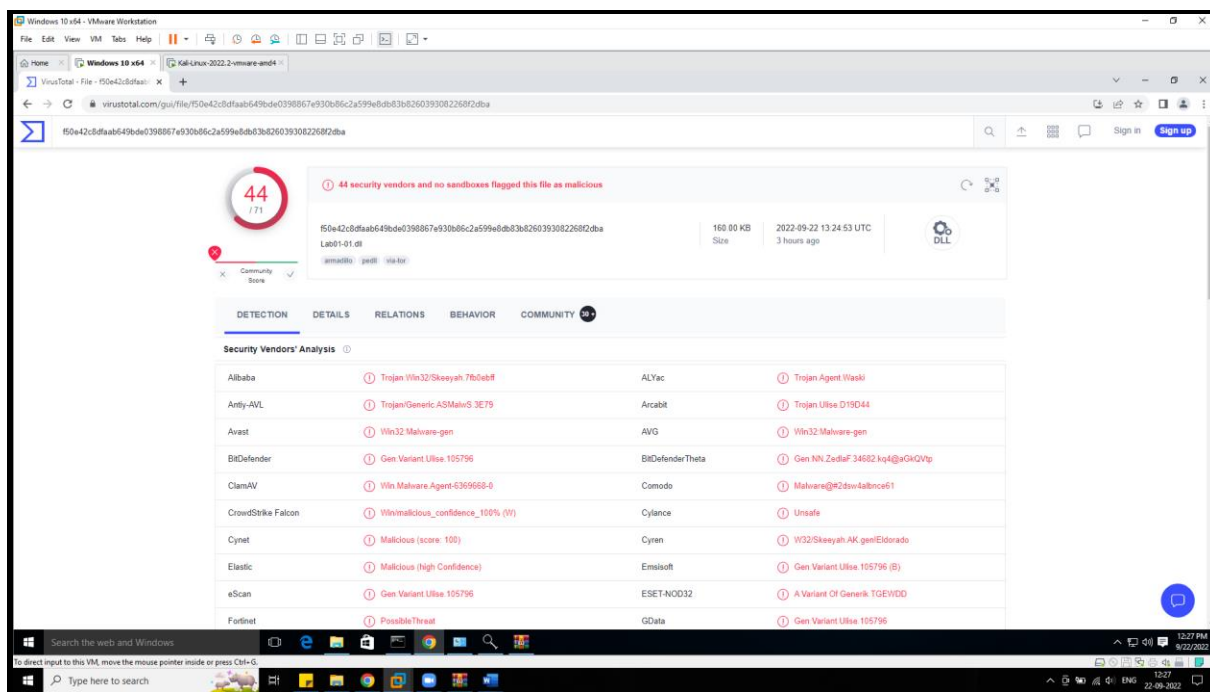 Windows 10 x64 - VMware Workstation
File Edit View VM Tabs Help
Home Windows 10 x64 Kali-Linux-2022.2-vmware-amd4
VirusTotal - File - f50e42c8dfaab
virustotal.com/gui/file/f50e42c8dfaab649bde0398867e930b86c2a599e8db83b8260393082268f2dba
f50e42c8dfaab649bde0398867e930b86c2a599e8db83b8260393082268f2dba Sign in Sign up
44 security vendors and no sandboxes flagged this file as malicious
44
/ 71
f50e42c8dfaab649bde0398867e930b86c2a599e8db83b8260393082268f2dba 160.00 KB 2022-09-22 13:24:53 UTC
Lab01-01.dll Size 3 hours ago
DLL
armadillo pedll via-tor
Community
Score
DETECTION DETAILS RELATIONS BEHAVIOR COMMUNITY 30+
Security Vendors' Analysis
Alibaba Trojan:Win32/Skeeyah.7fb0ebff ALYac Trojan.Agent.Waski
Antiy-AVL Trojan/Generic.ASMalwS.3E79 Arcabit Trojan.Ulise.D19D44
Avast Win32:Malware-gen AVG Win32:Malware-gen
BitDefender Gen:Variant.Ulise.105796 BitDefenderTheta Gen:NN.ZedlaF.34682.kq4@aGkQVtp
ClamAV Win.Malware.Agent-6369668-0 Comodo Malware@#2dsw4albnce61
CrowdStrike Falcon Win/malicious_confidence_100% (W) Cylance Unsafe
Cynet Malicious (score: 100) Cyren W32/Skeeyah.AK.gen!Eldorado
Elastic Malicious (high Confidence) Emsisoft Gen:Variant.Ulise.105796 (B)
eScan Gen:Variant.Ulise.105796 ESET-NOD32 A Variant Of Generik.TGEWDD
Fortinet PossibleThreat GData Gen:Variant.Ulise.105796
Search the web and Windows 12:27 PM
9/22/2022
To direct input to this VM, move the mouse pointer inside or press Ctrl+G.
Type here to search ENG 12:27
22-09-2022